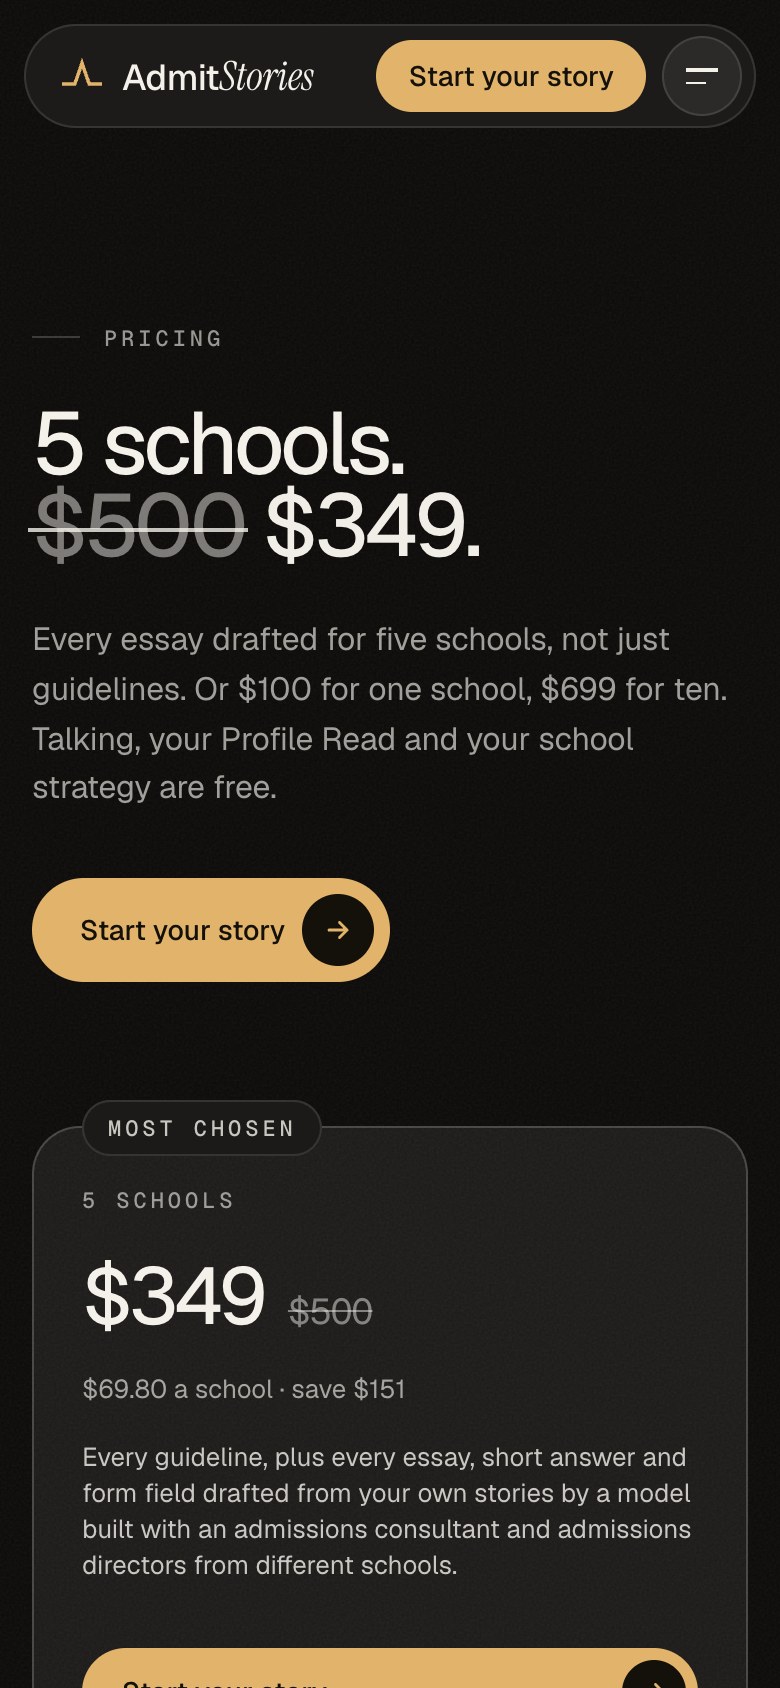 AdmitStories
Start your story
PRICING
5 schools.
$500 $349.
Every essay drafted for five schools, not just
guidelines. Or $100 for one school, $699 for ten.
Talking, your Profile Read and your school
strategy are free.
Start your story
MOST CHOSEN
5 SCHOOLS
$349 $500
$69.80 a school · save $151
Every guideline, plus every essay, short answer and
form field drafted from your own stories by a model
built with an admissions consultant and admissions
directors from different schools.
Start your story